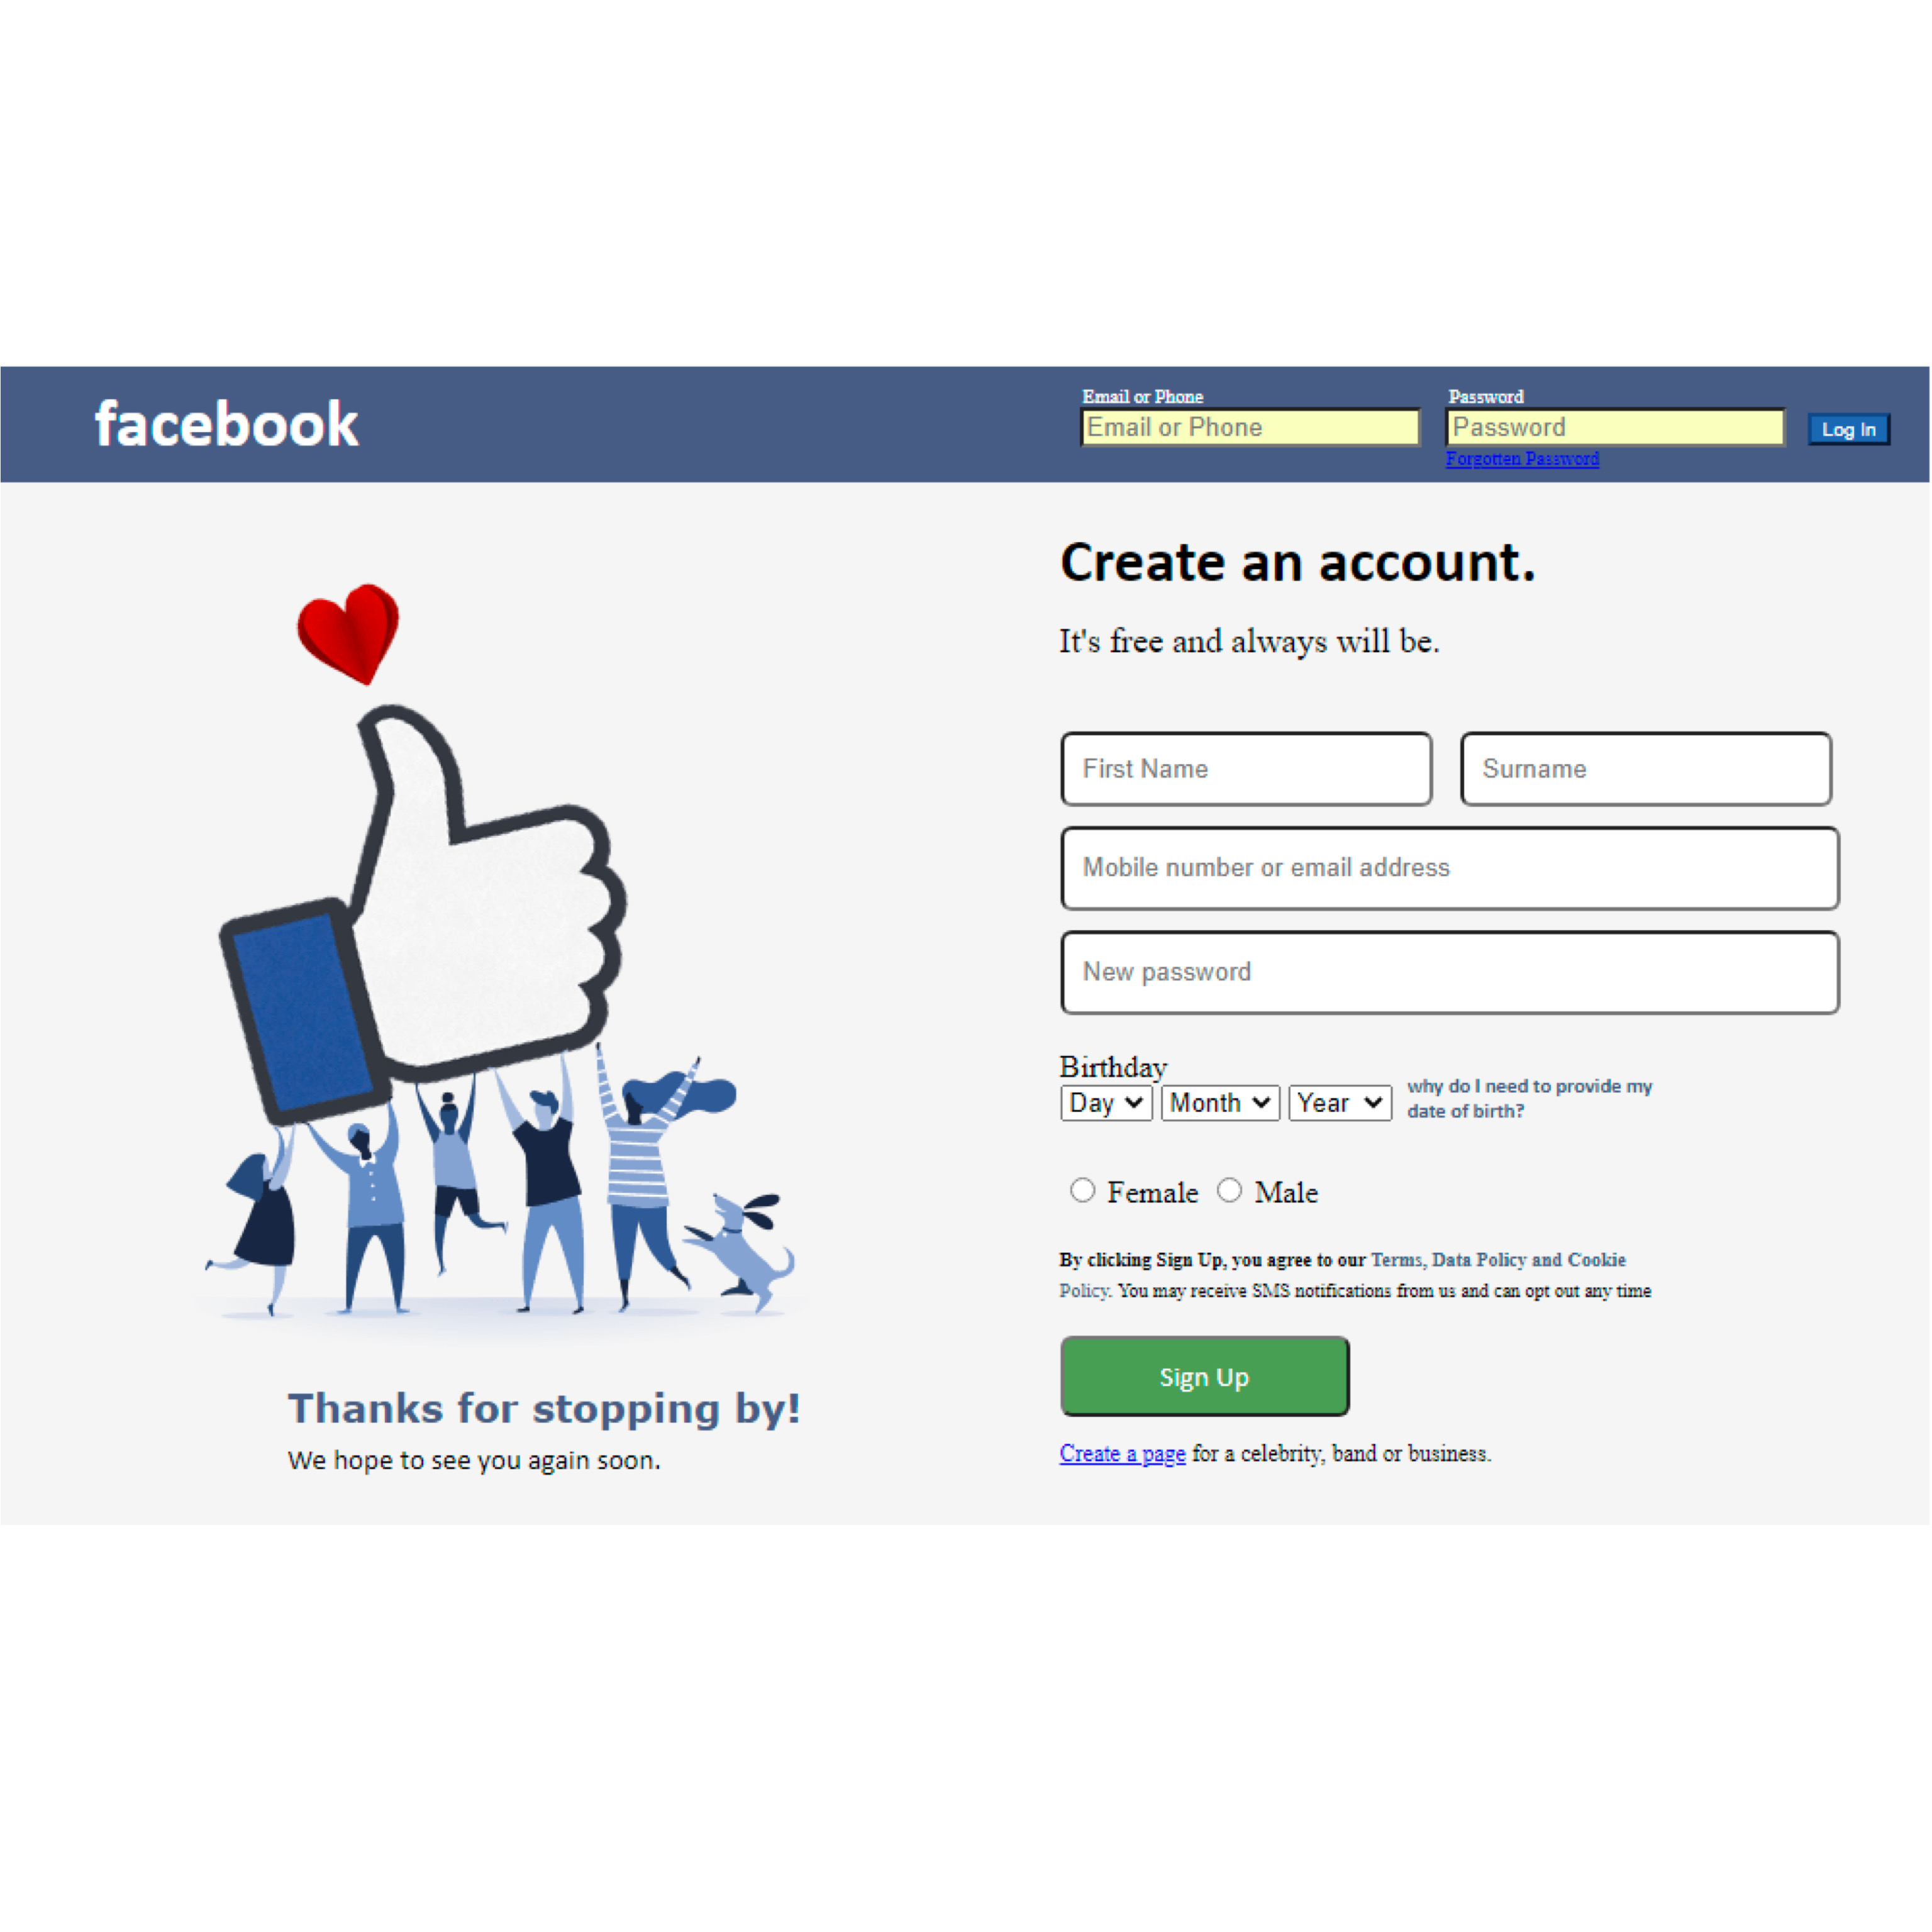 facebook
Email or Phone
Password
Email or Phone
Password
Log In
Forgotten Password
Create an account.
It's free and always will be.
First Name
Surname
Mobile number or email address
New password
Birthday
Day
Month
Year
why do I need to provide my
date of birth?
Female
Male
By clicking Sign Up, you agree to our Terms, Data Policy and Cookie
Policy. You may receive SMS notifications from us and can opt out any time
Sign Up
Create a page for a celebrity, band or business.
Thanks for stopping by!
We hope to see you again soon.